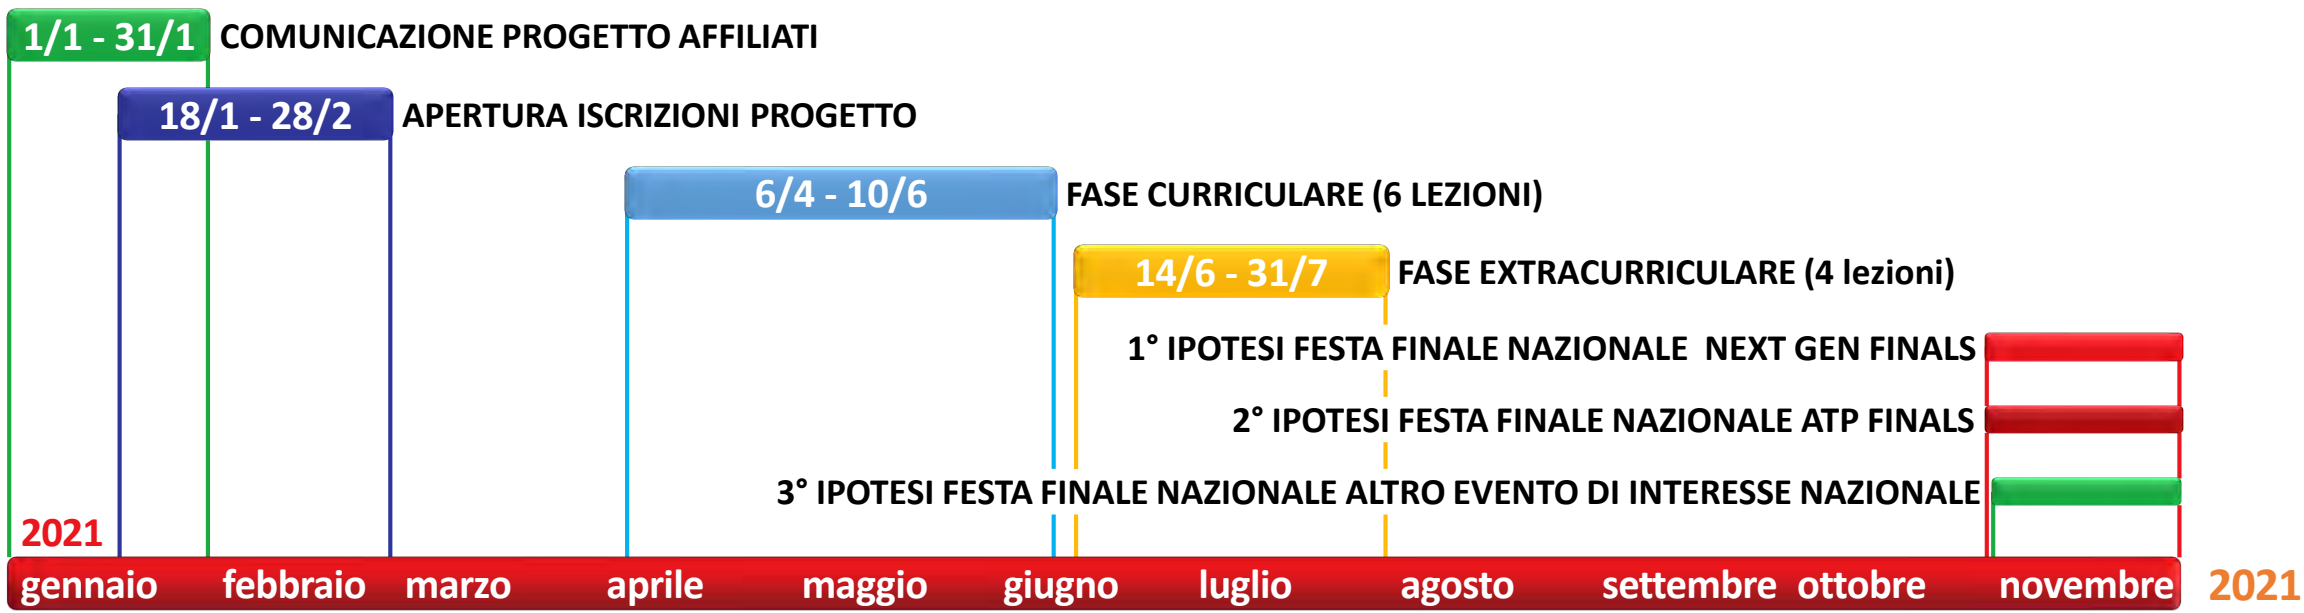 1/1 - 31/1 COMUNICAZIONE PROGETTO AFFILIATI
18/1 - 28/2 APERTURA ISCRIZIONI PROGETTO
6/4 - 10/6 FASE CURRICULARE (6 LEZIONI)
14/6 - 31/7 FASE EXTRACURRICULARE (4 lezioni)
1° IPOTESI FESTA FINALE NAZIONALE NEXT GEN FINALS
2° IPOTESI FESTA FINALE NAZIONALE ATP FINALS
3° IPOTESI FESTA FINALE NAZIONALE ALTRO EVENTO DI INTERESSE NAZIONALE
2021
gennaio febbraio marzo aprile maggio giugno luglio agosto settembre ottobre novembre 2021